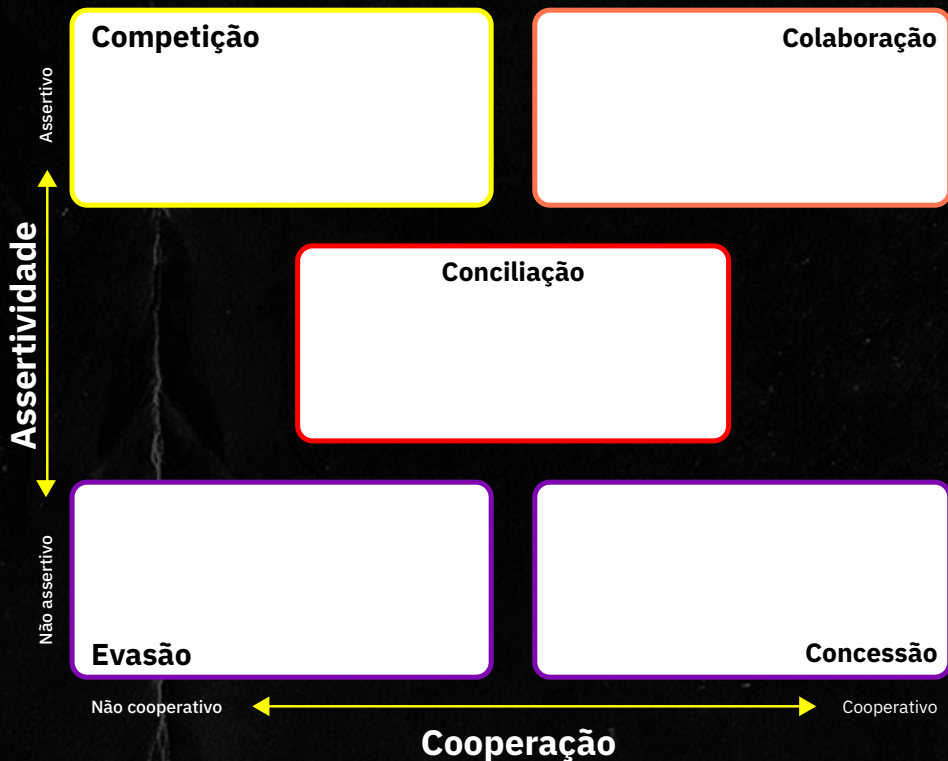 Competição
Colaboração
Assertivo
Assertividade
Conciliação
Não assertivo
Evasão
Concessão
Não cooperativo
Cooperativo
Cooperação